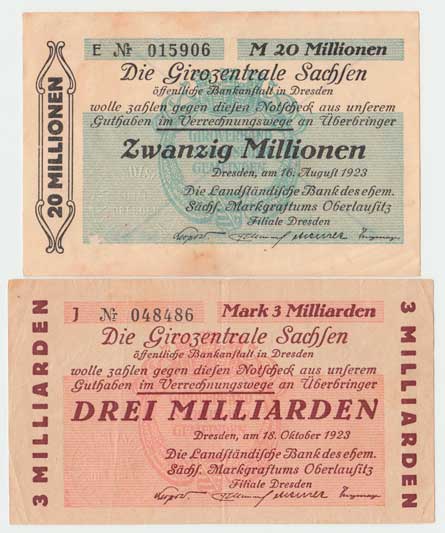 E № 015906 M 20 Millionen
Die Girozentrale Sachsen
öffentliche Bankanstalt in Dresden
wolle zahlen gegen diesen Notscheck aus unserem
Guthaben im Verrechnungswege an Überbringer
Zwanzig Millionen
Dresden, am 16. August 1923
Die Landständische Bank des ehem.
Sächs. Markgraftums Oberlausitz
Filiale Dresden
20 MILLIONEN
J № 048486 Mark 3 Milliarden
Die Girozentrale Sachsen
öffentliche Bankanstalt in Dresden
wolle zahlen gegen diesen Notscheck aus unserem
Guthaben im Verrechnungswege an Überbringer
DREI MILLIARDEN
Dresden, am 18. Oktober 1923
Die Landständische Bank des ehem.
Sächs. Markgraftums Oberlausitz
Filiale Dresden
3 MILLIARDEN
3 MILLIARDEN